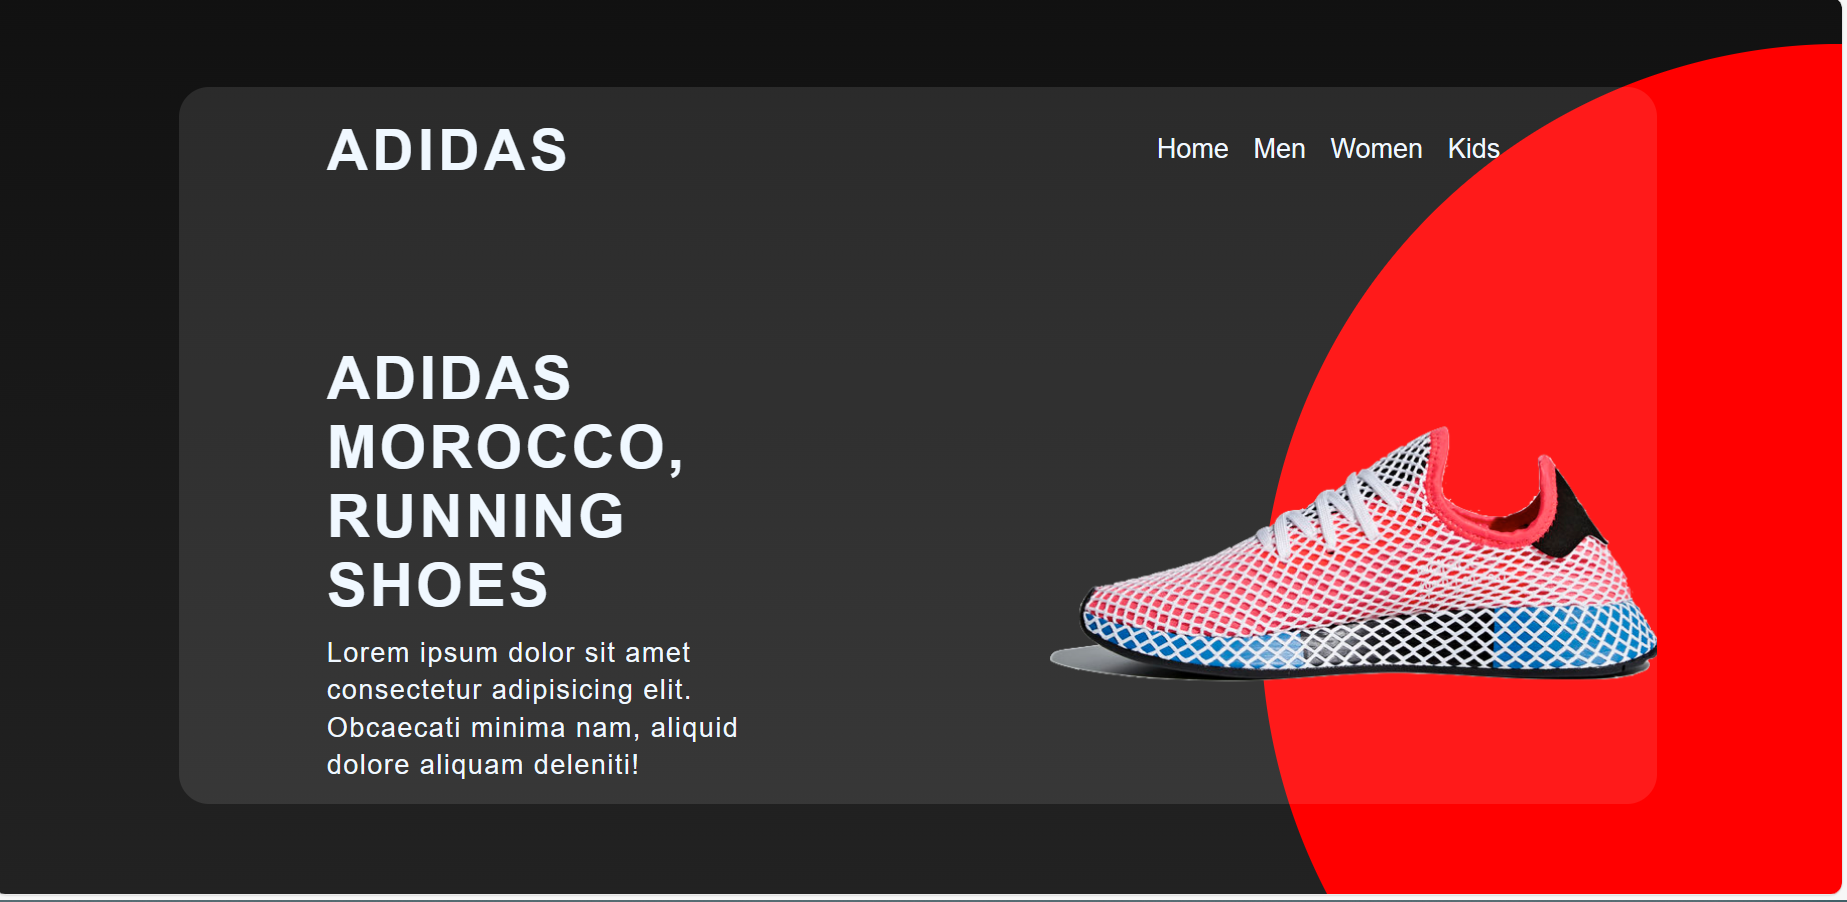 ADIDAS
Home Men Women Kids
ADIDAS
MOROCCO,
RUNNING
SHOES
Lorem ipsum dolor sit amet
consectetur adipisicing elit.
Obcaecati minima nam, aliquid
dolore aliquam deleniti!